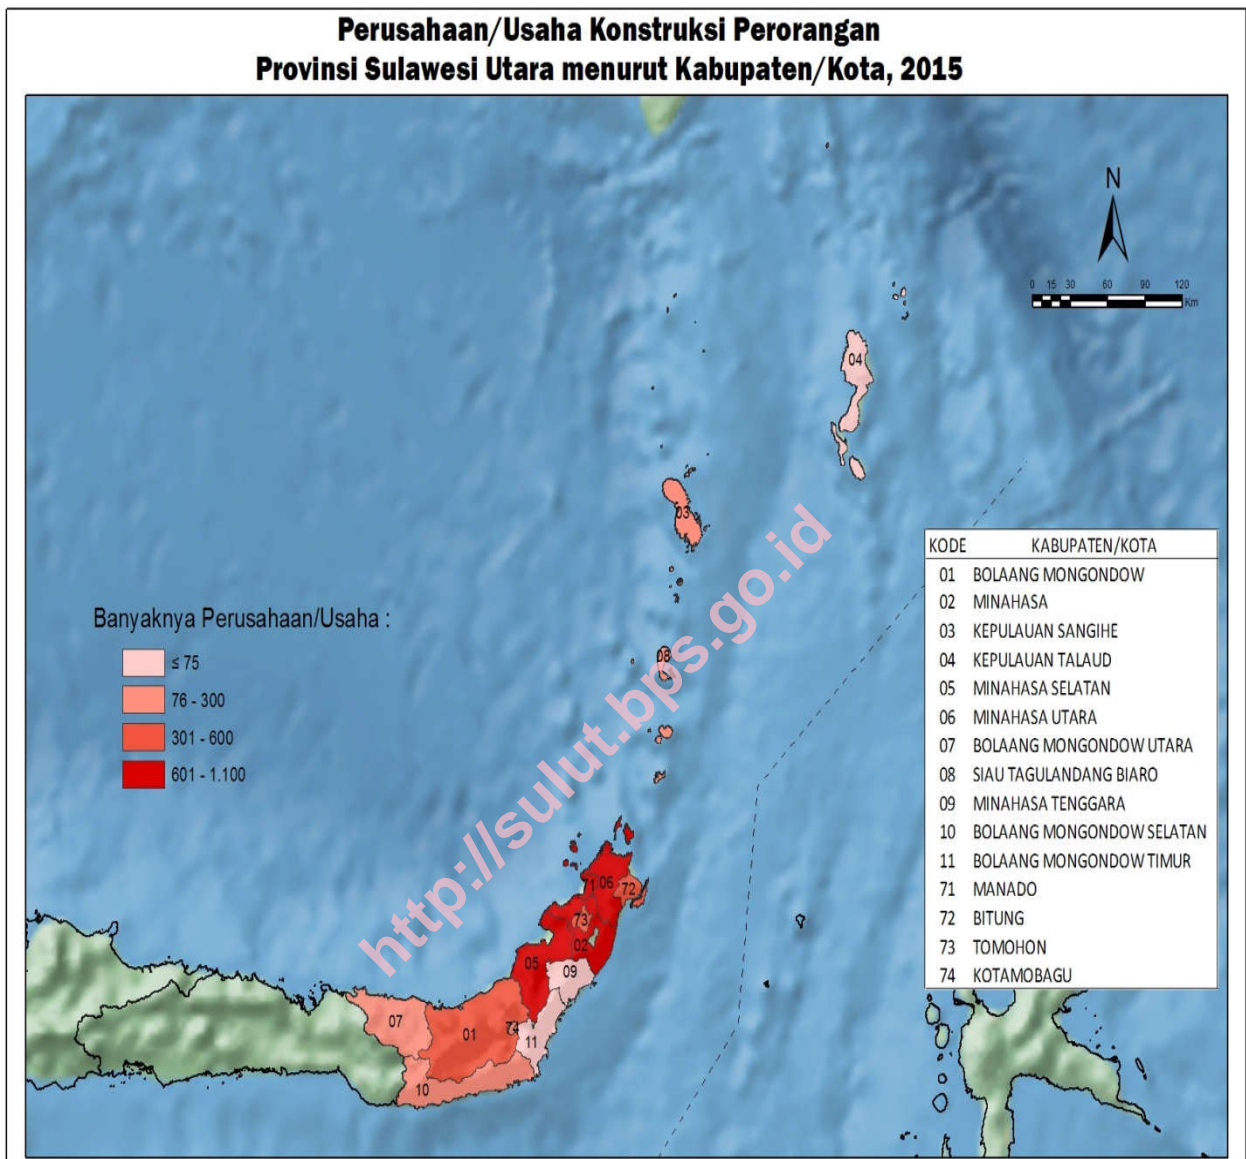 Perusahaan/Usaha Konstruksi Perorangan
Provinsi Sulawesi Utara menurut Kabupaten/Kota, 2015
N
0 15 30 60 90 120
Km
04
03
08
Banyaknya Perusahaan/Usaha :
≤ 75
76 - 300
301 - 600
601 - 1.100
KODE KABUPATEN/KOTA
01 BOLAANG MONGONDOW
02 MINAHASA
03 KEPULAUAN SANGIHE
04 KEPULAUAN TALAUD
05 MINAHASA SELATAN
06 MINAHASA UTARA
07 BOLAANG MONGONDOW UTARA
08 SIAU TAGULANDANG BIARO
09 MINAHASA TENGGARA
10 BOLAANG MONGONDOW SELATAN
11 BOLAANG MONGONDOW TIMUR
71 MANADO
72 BITUNG
73 TOMOHON
74 KOTAMOBAGU
http://sulut.bps.go.id
71 06 72
73
02
05 09
07 01 74 11
10